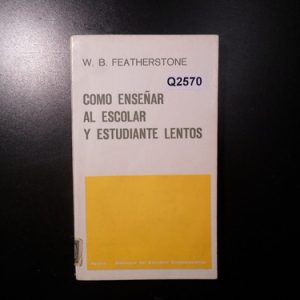 W. B. FEATHERSTONE
Q2570
COMO ENSEÑAR
AL ESCOLAR
Y ESTUDIANTE LENTOS